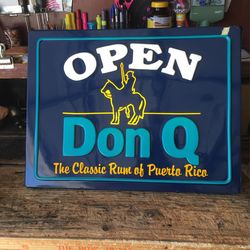 OPEN
Don Q
The Classic Rum of Puerto Rico